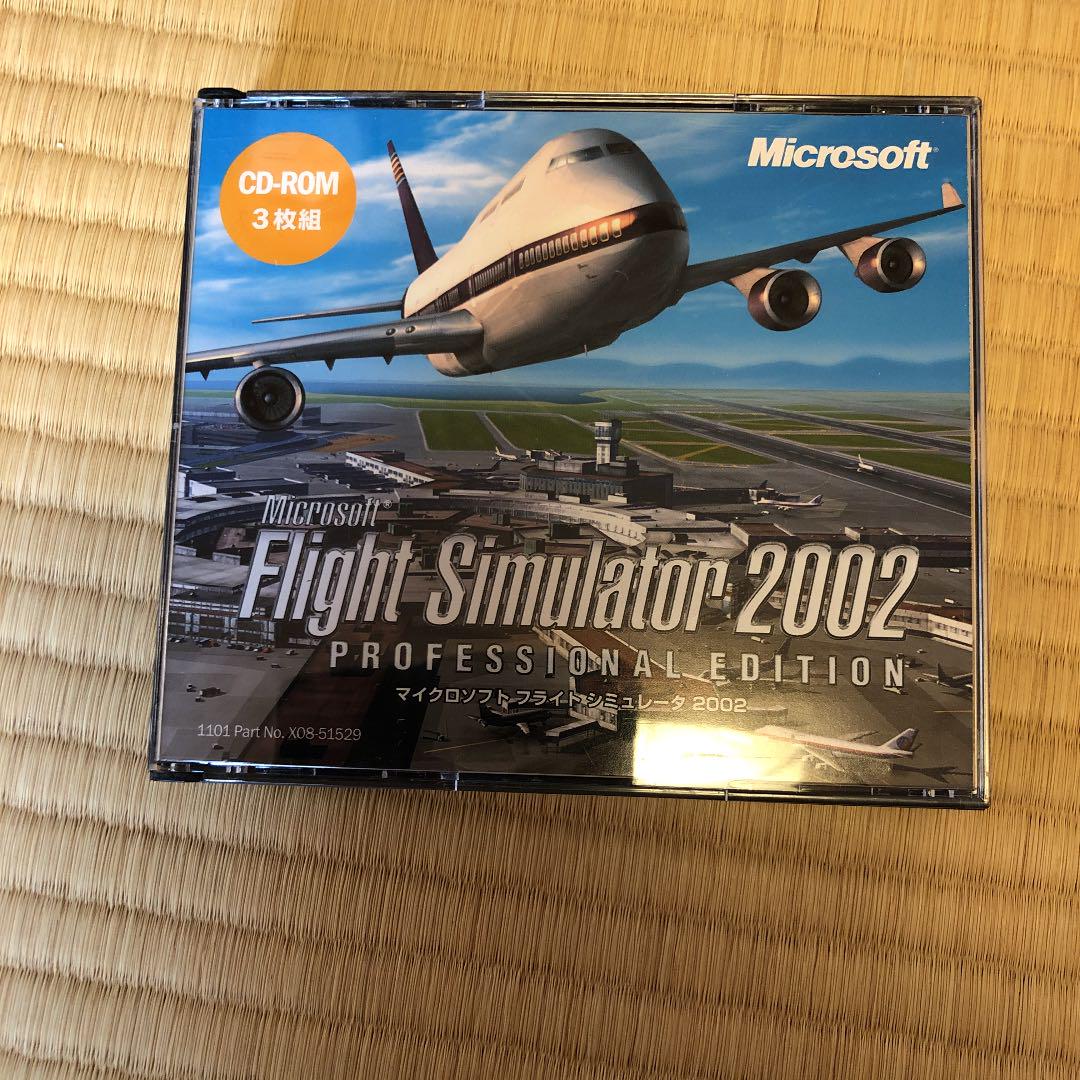 CD-ROM
3枚組
Microsoft®
Microsoft®
Flight Simulator 2002
PROFESSIONAL EDITION
マイクロソフト フライト シミュレータ 2002
1101 Part No. X08-51529